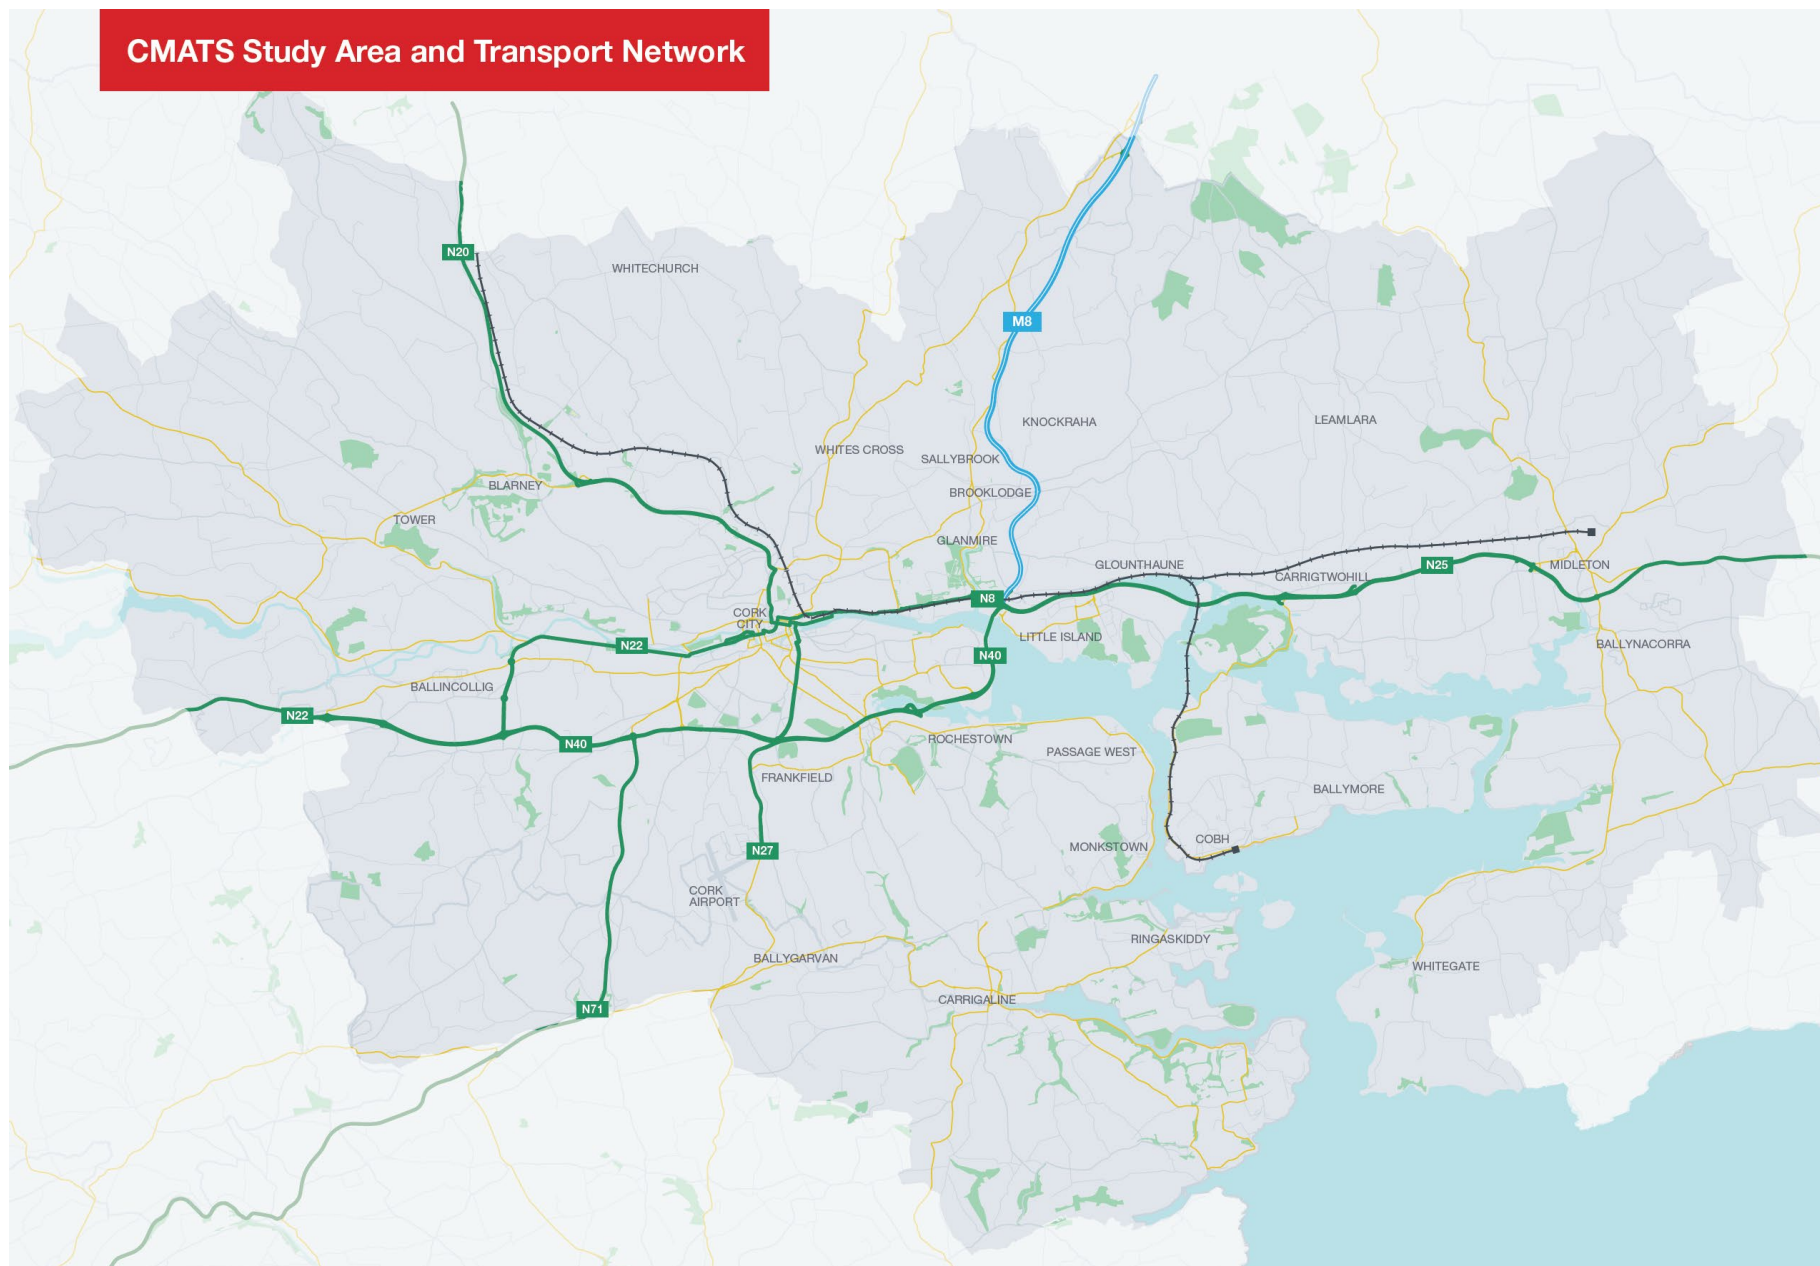 CMATS Study Area and Transport Network
N20
WHITECHURCH
M8
KNOCKRAHA
LEAMLARA
WHITES CROSS
SALLYBROOK
BLARNEY
BROOKLODGE
TOWER
GLANMIRE
GLOUNTHAUNE
CARRIGTWOHILL
N25
MIDLETON
N8
CORK
CITY
LITTLE ISLAND
N22
N40
BALLYNACORRA
BALLINCOLLIG
N22
N40
ROCHESTOWN
PASSAGE WEST
FRANKFIELD
BALLYMORE
N27
MONKSTOWN
COBH
CORK
AIRPORT
RINGASKIDDY
BALLYGARVAN
WHITEGATE
CARRIGALINE
N71